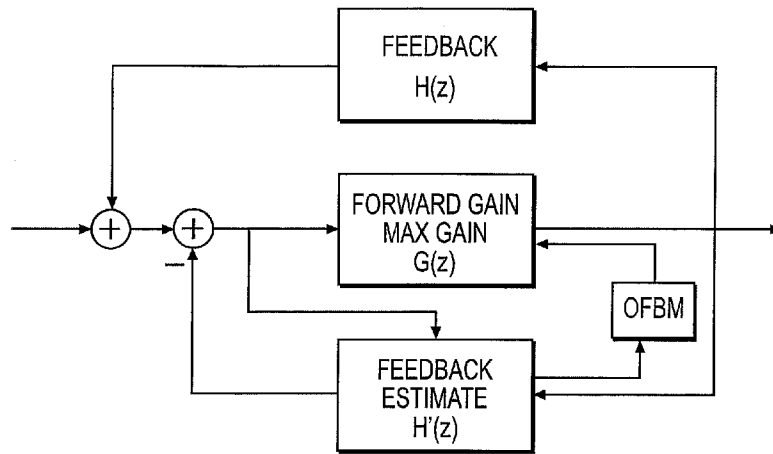 FEEDBACK
H(z)
+
+
−
FORWARD GAIN
MAX GAIN
G(z)
OFBM
FEEDBACK
ESTIMATE
H'(z)